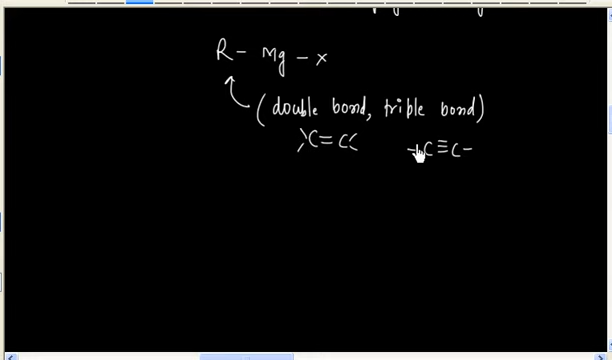 R - Mg - x
(double bond, triple bond)
>C = C< -C ≡ C -